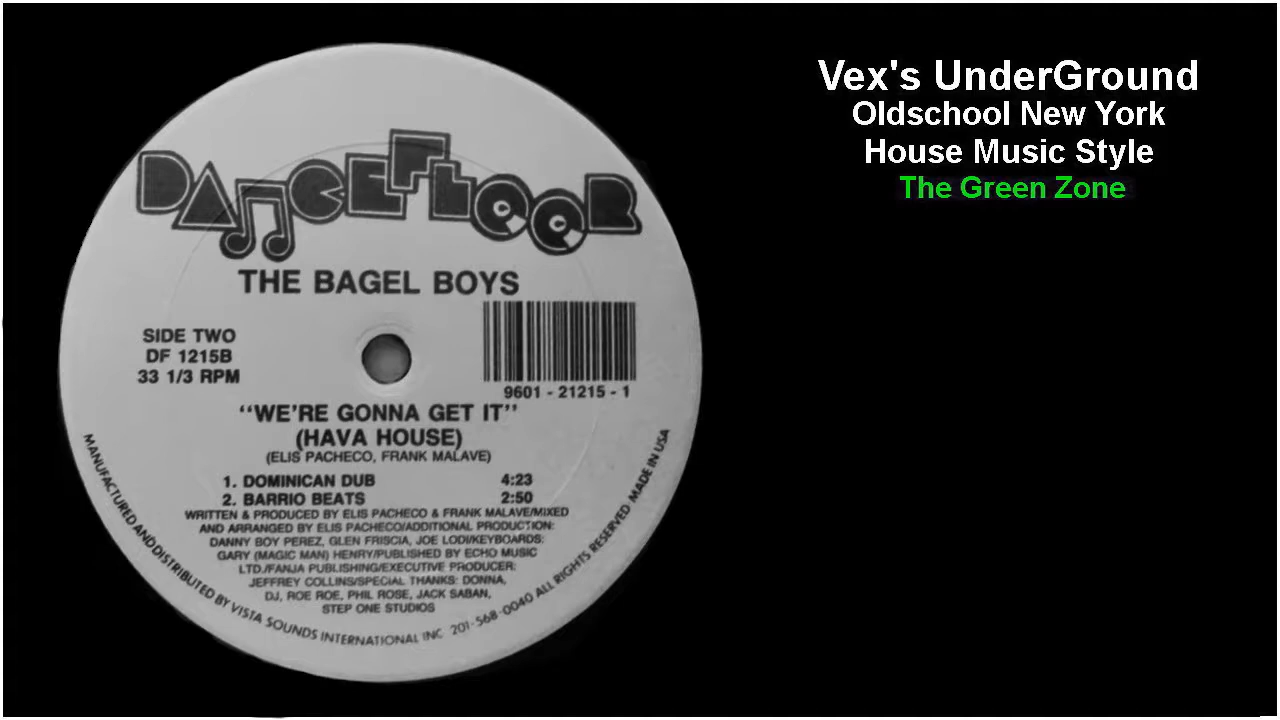 Vex's UnderGround
Oldschool New York
House Music Style
The Green Zone
DANCEFLOOR
THE BAGEL BOYS
SIDE TWO
DF 1215B
33 1/3 RPM
9601 - 21215 - 1
"WE'RE GONNA GET IT"
(HAVA HOUSE)
(ELIS PACHECO, FRANK MALAVE)
1. DOMINICAN DUB 4:23
2. BARRIO BEATS 2:50
WRITTEN & PRODUCED BY ELIS PACHECO & FRANK MALAVE/MIXED
AND ARRANGED BY ELIS PACHECO/ADDITIONAL PRODUCTION:
DANNY BOY PEREZ, GLEN FRISCIA, JOE LODI/KEYBOARDS:
GARY (MAGIC MAN) HENRY/PUBLISHED BY ECHO MUSIC
LTD./FANJA PUBLISHING/EXECUTIVE PRODUCER:
JEFFREY COLLINS/SPECIAL THANKS: DONNA,
DJ, ROE ROE, PHIL ROSE, JACK SABAN,
STEP ONE STUDIOS
MANUFACTURED AND DISTRIBUTED BY VISTA SOUNDS INTERNATIONAL INC. 201-568-0040 ALL RIGHTS RESERVED MADE IN USA